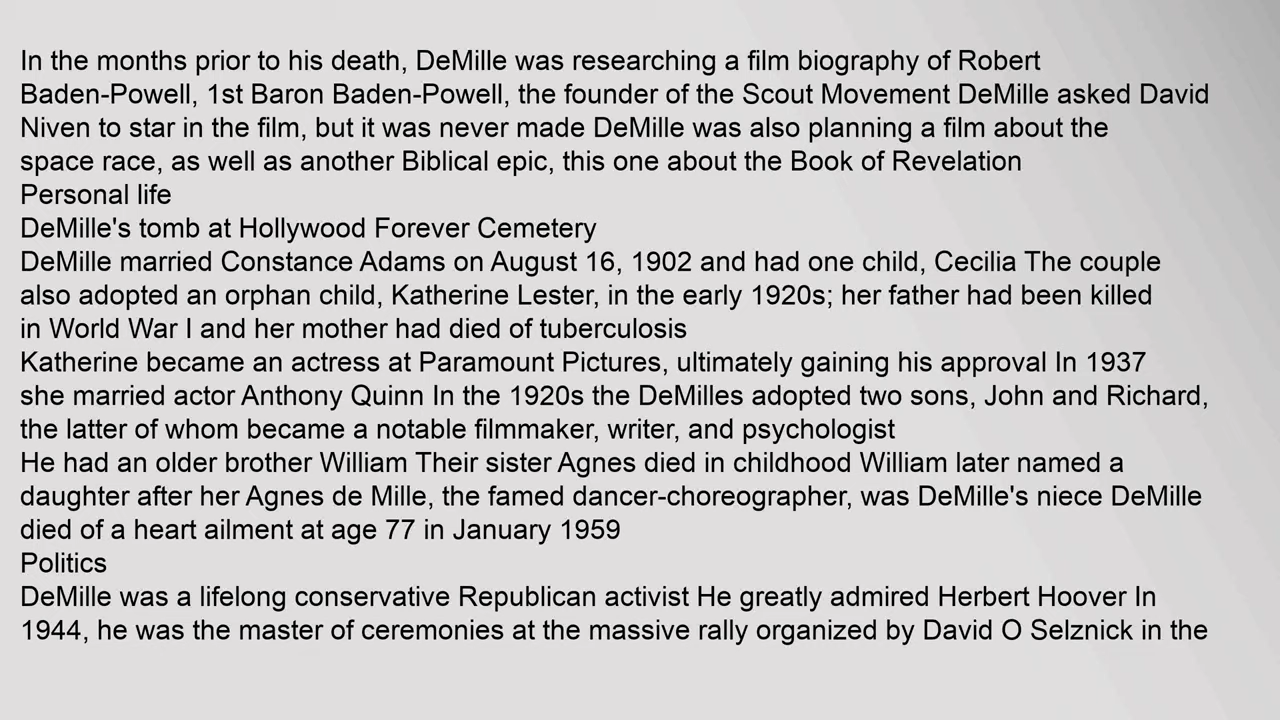 In the months prior to his death, DeMille was researching a film biography of Robert
Baden-Powell, 1st Baron Baden-Powell, the founder of the Scout Movement DeMille asked David
Niven to star in the film, but it was never made DeMille was also planning a film about the
space race, as well as another Biblical epic, this one about the Book of Revelation
Personal life
DeMille's tomb at Hollywood Forever Cemetery
DeMille married Constance Adams on August 16, 1902 and had one child, Cecilia The couple
also adopted an orphan child, Katherine Lester, in the early 1920s; her father had been killed
in World War I and her mother had died of tuberculosis
Katherine became an actress at Paramount Pictures, ultimately gaining his approval In 1937
she married actor Anthony Quinn In the 1920s the DeMilles adopted two sons, John and Richard,
the latter of whom became a notable filmmaker, writer, and psychologist
He had an older brother William Their sister Agnes died in childhood William later named a
daughter after her Agnes de Mille, the famed dancer-choreographer, was DeMille's niece DeMille
died of a heart ailment at age 77 in January 1959
Politics
DeMille was a lifelong conservative Republican activist He greatly admired Herbert Hoover In
1944, he was the master of ceremonies at the massive rally organized by David O Selznick in the